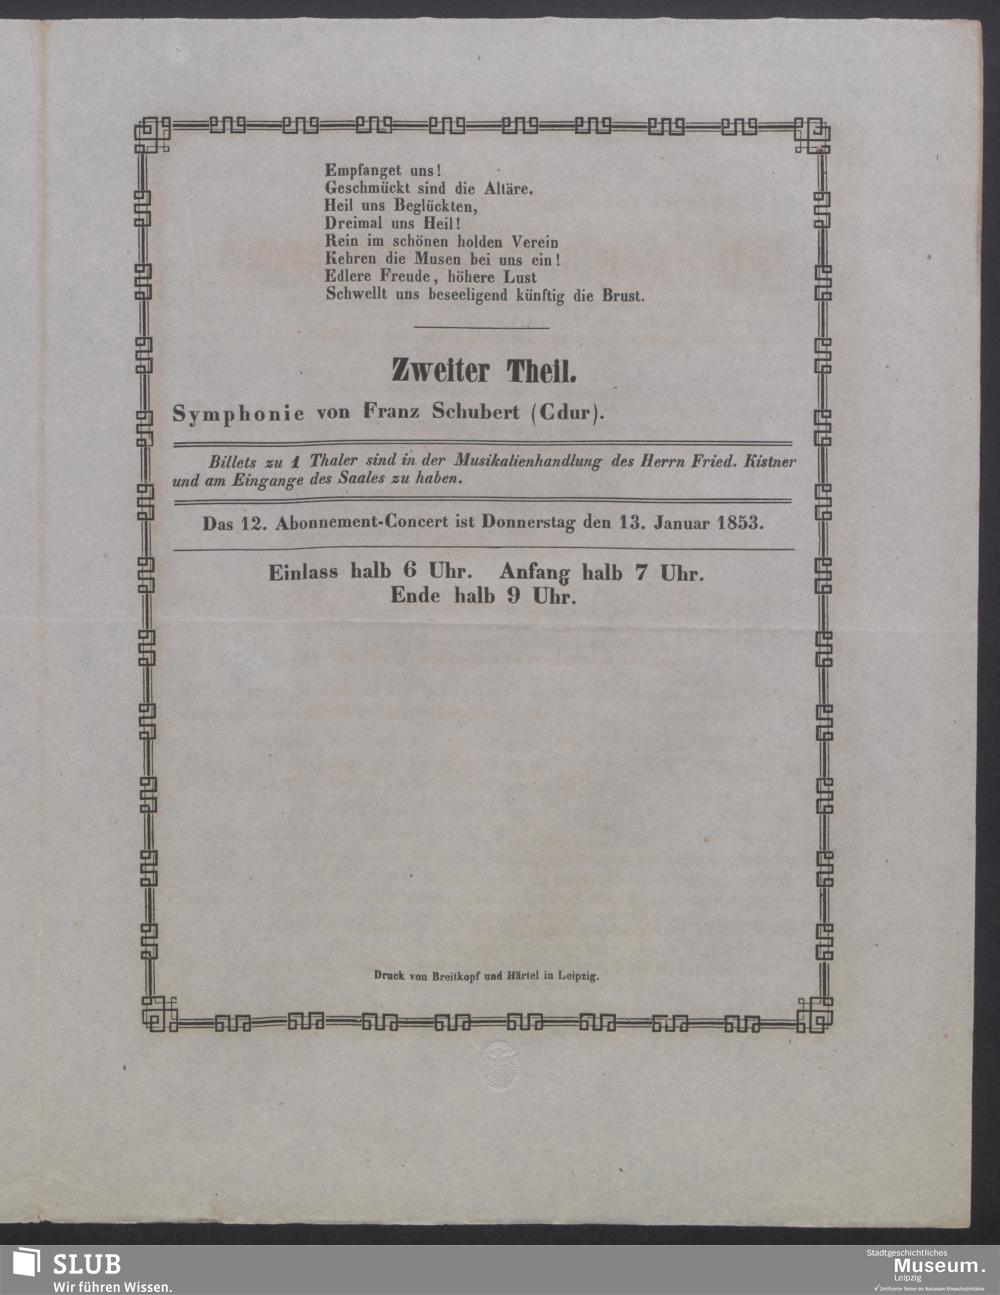 Empfanget uns!
Geschmückt sind die Altäre.
Heil uns Beglückten,
Dreimal uns Heil!
Rein im schönen holden Verein
Kehren die Musen bei uns ein!
Edlere Freude, höhere Lust
Schwellt uns beseeligend künftig die Brust.
Zweiter Theil.
Symphonie von Franz Schubert (Cdur).
Billets zu 1 Thaler sind in der Musikalienhandlung des Herrn Fried. Kistner
und am Eingange des Saales zu haben.
Das 12. Abonnement-Concert ist Donnerstag den 13. Januar 1853.
Einlass halb 6 Uhr. Anfang halb 7 Uhr.
Ende halb 9 Uhr.
Druck von Breitkopf und Härtel in Leipzig.
SLUB
Wir führen Wissen.
Stadtgeschichtliches
Museum.
Leipzig
Zertifizierter Partner der Nationalen Klimaschutzinitiative